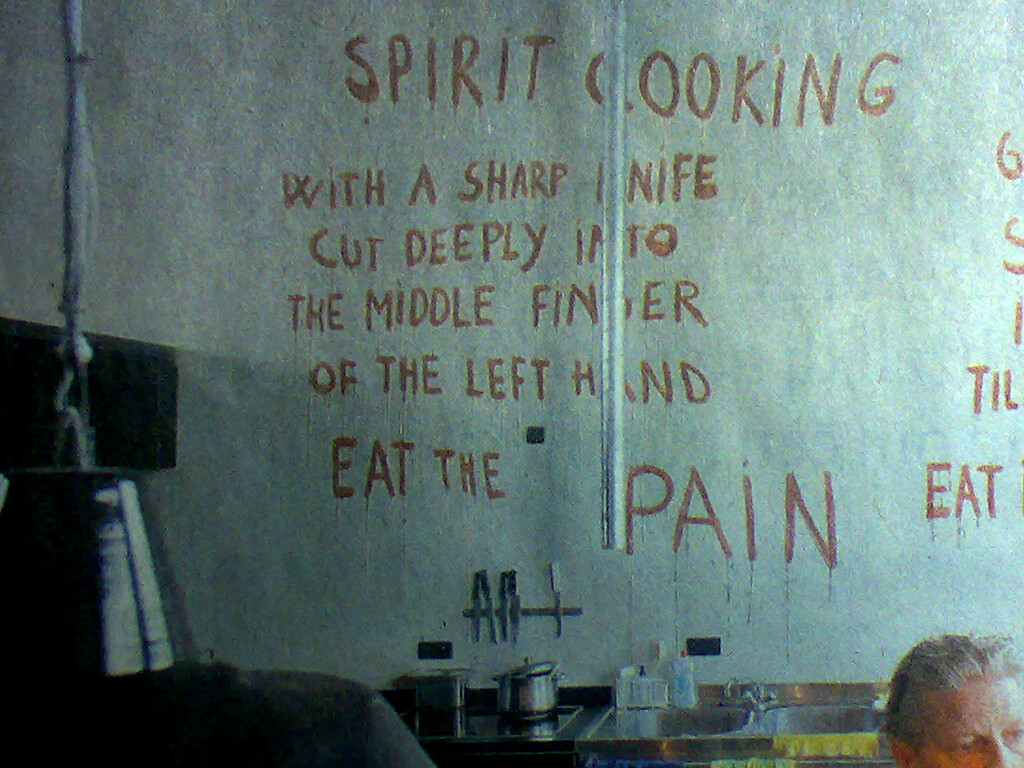 SPIRIT COOKING
WITH A SHARP KNIFE
CUT DEEPLY INTO
THE MIDDLE FINGER
OF THE LEFT HAND
EAT THE PAIN
EAT